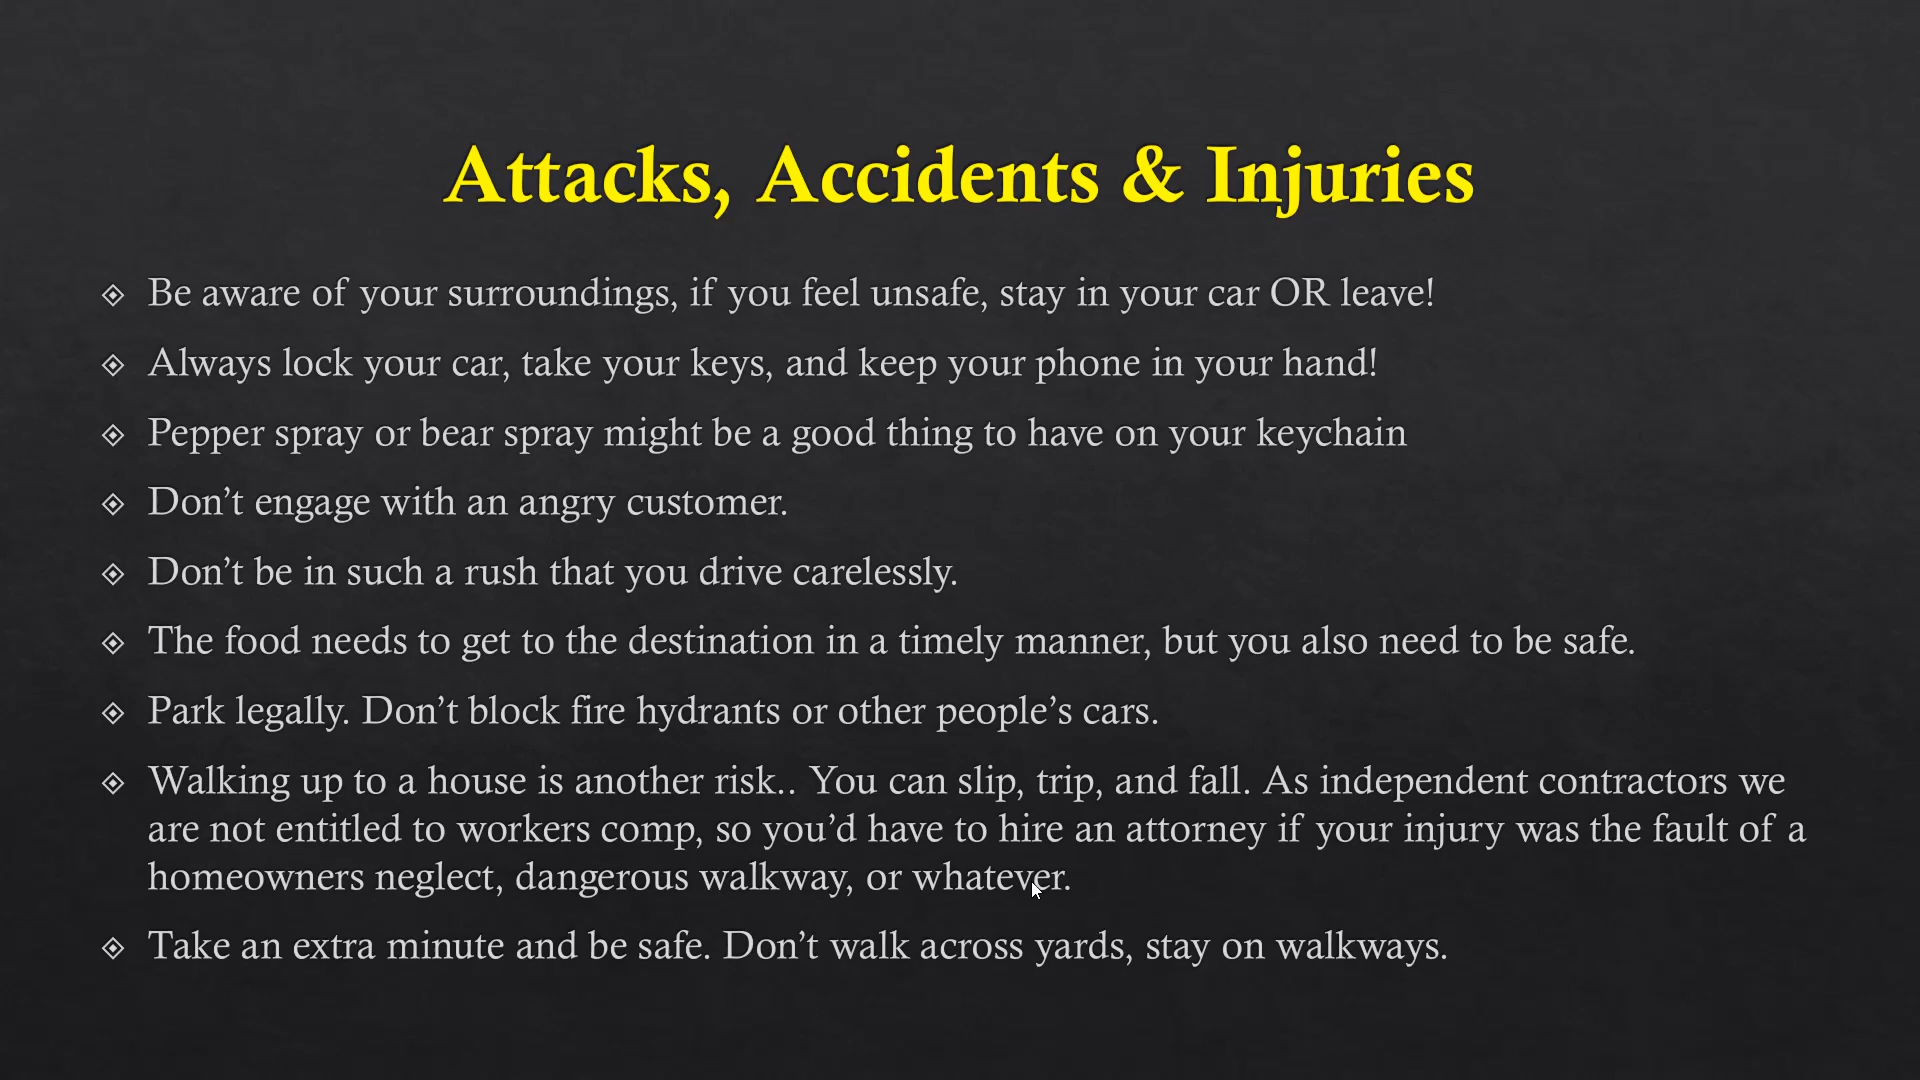 Attacks, Accidents & Injuries
Be aware of your surroundings, if you feel unsafe, stay in your car OR leave!
Always lock your car, take your keys, and keep your phone in your hand!
Pepper spray or bear spray might be a good thing to have on your keychain
Don’t engage with an angry customer.
Don’t be in such a rush that you drive carelessly.
The food needs to get to the destination in a timely manner, but you also need to be safe.
Park legally. Don’t block fire hydrants or other people’s cars.
Walking up to a house is another risk.. You can slip, trip, and fall. As independent contractors we
are not entitled to workers comp, so you’d have to hire an attorney if your injury was the fault of a
homeowners neglect, dangerous walkway, or whatever.
Take an extra minute and be safe. Don’t walk across yards, stay on walkways.